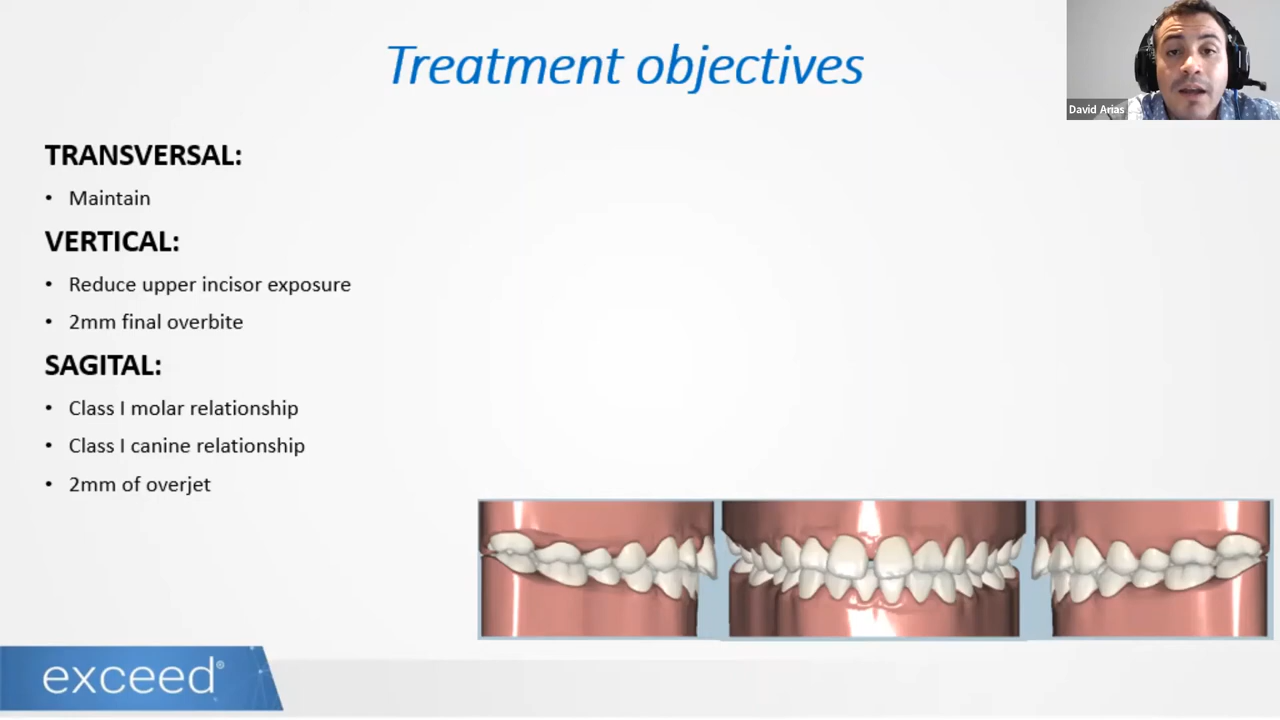 Treatment objectives
David Arias
TRANSVERSAL:
• Maintain
VERTICAL:
• Reduce upper incisor exposure
• 2mm final overbite
SAGITAL:
• Class I molar relationship
• Class I canine relationship
• 2mm of overjet
exceed®